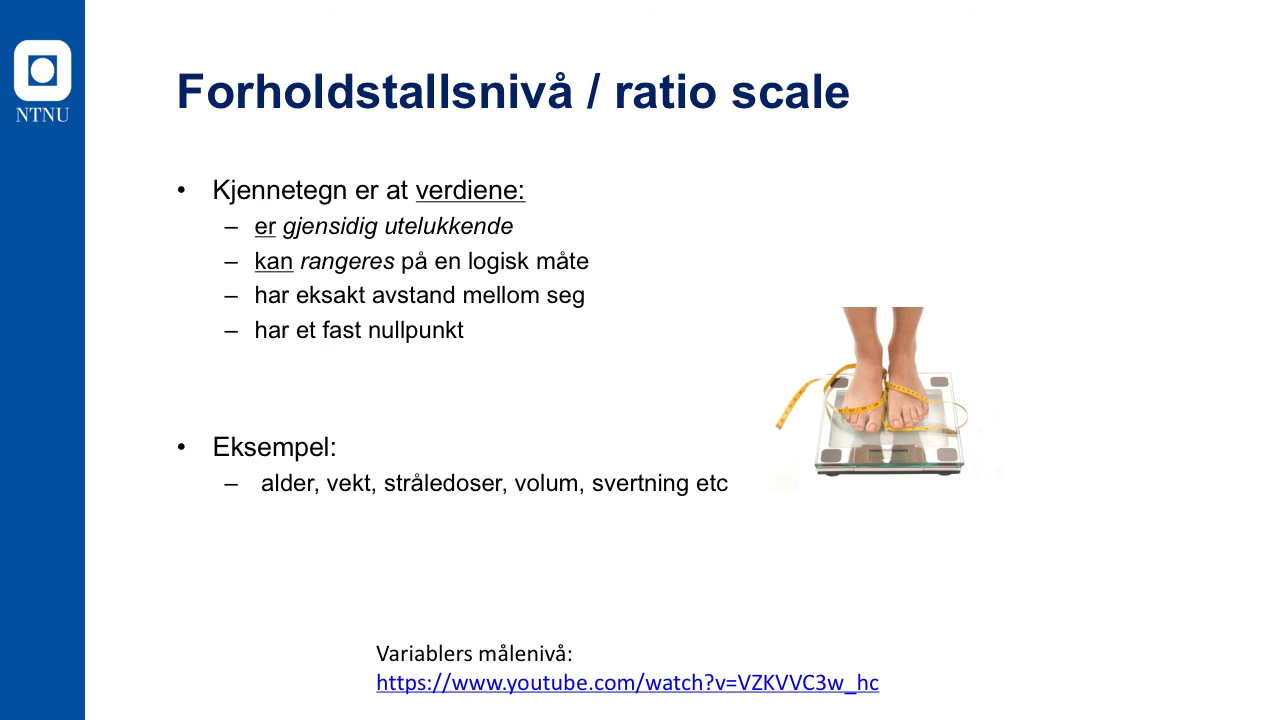 NTNU
Forholdstallsnivå / ratio scale
• Kjennetegn er at verdiene:
– er gjensidig utelukkende
– kan rangeres på en logisk måte
– har eksakt avstand mellom seg
– har et fast nullpunkt
• Eksempel:
– alder, vekt, stråledoser, volum, svertning etc
Variablers målenivå:
https://www.youtube.com/watch?v=VZKVVC3w_hc